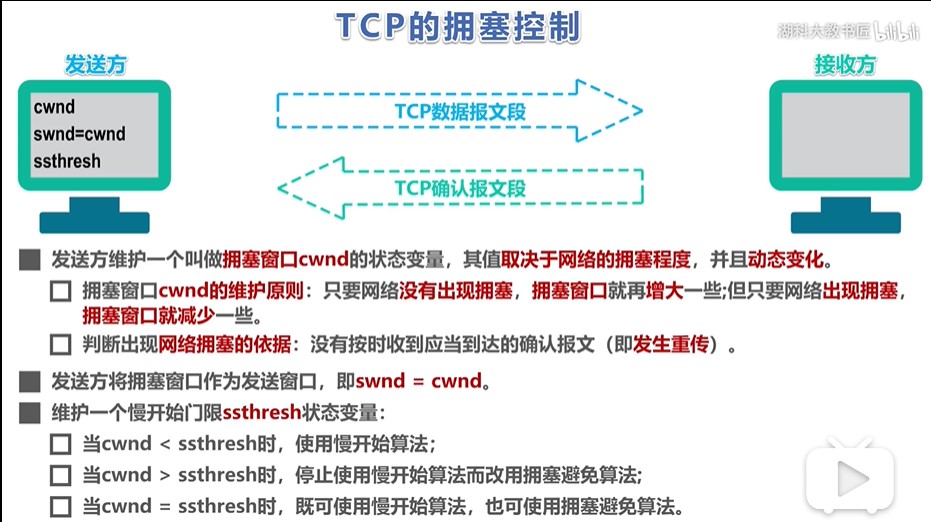 TCP的拥塞控制
湖科大教书匠 bilibili
发送方
接收方
cwnd
swnd=cwnd
ssthresh
TCP数据报文段
TCP确认报文段
发送方维护一个叫做拥塞窗口cwnd的状态变量，其值取决于网络的拥塞程度，并且动态变化。
拥塞窗口cwnd的维护原则：只要网络没有出现拥塞，拥塞窗口就再增大一些;但只要网络出现拥塞，
拥塞窗口就减少一些。
判断出现网络拥塞的依据：没有按时收到应当到达的确认报文（即发生重传）。
发送方将拥塞窗口作为发送窗口，即swnd = cwnd。
维护一个慢开始门限ssthresh状态变量：
当cwnd < ssthresh时，使用慢开始算法；
当cwnd > ssthresh时，停止使用慢开始算法而改用拥塞避免算法;
当cwnd = ssthresh时，既可使用慢开始算法，也可使用拥塞避免算法。